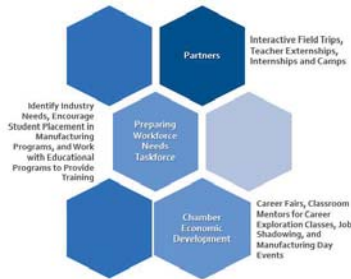 Partners
Interactive Field Trips,
Teacher Externships,
Internships and Camps
Identify Industry
Needs, Encourage
Student Placement in
Manufacturing
Programs, and Work
with Educational
Programs to Provide
Training
Preparing
Workforce
Needs
Taskforce
Chamber
Economic
Development
Career Fairs, Classroom
Mentors for Career
Exploration Classes, Job
Shadowing, and
Manufacturing Day
Events